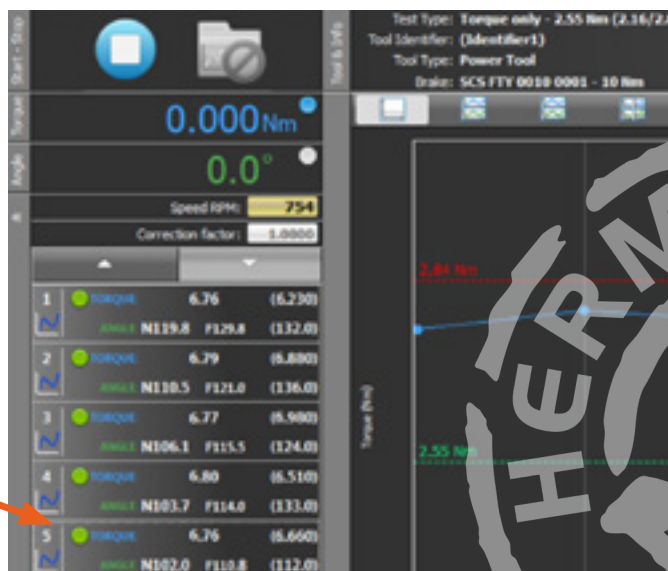 Start - Stop
Tool & Info
Test Type: Torque only - 2.55 Nm (2.16/2.
Tool Identifier: (Identifier1)
Tool Type: Power Tool
Brake: SCS FTY 0010 0001 - 10 Nm
Torque
0.000 Nm
Angle
0.0°
Speed RPM: 754
Correction factor: 1.0000
1 TORQUE 6.76 (6.230)
ANGLE N119.8 F129.8 (132.0)
2 TORQUE 6.79 (6.880)
ANGLE N110.5 F121.0 (136.0)
3 TORQUE 6.77 (6.980)
ANGLE N106.1 F115.5 (124.0)
4 TORQUE 6.80 (6.510)
ANGLE N103.7 F114.0 (133.0)
5 TORQUE 6.76 (6.660)
ANGLE N102.0 F110.8 (112.0)
2.84 Nm
Torque (Nm)
2.55 Nm
HERM